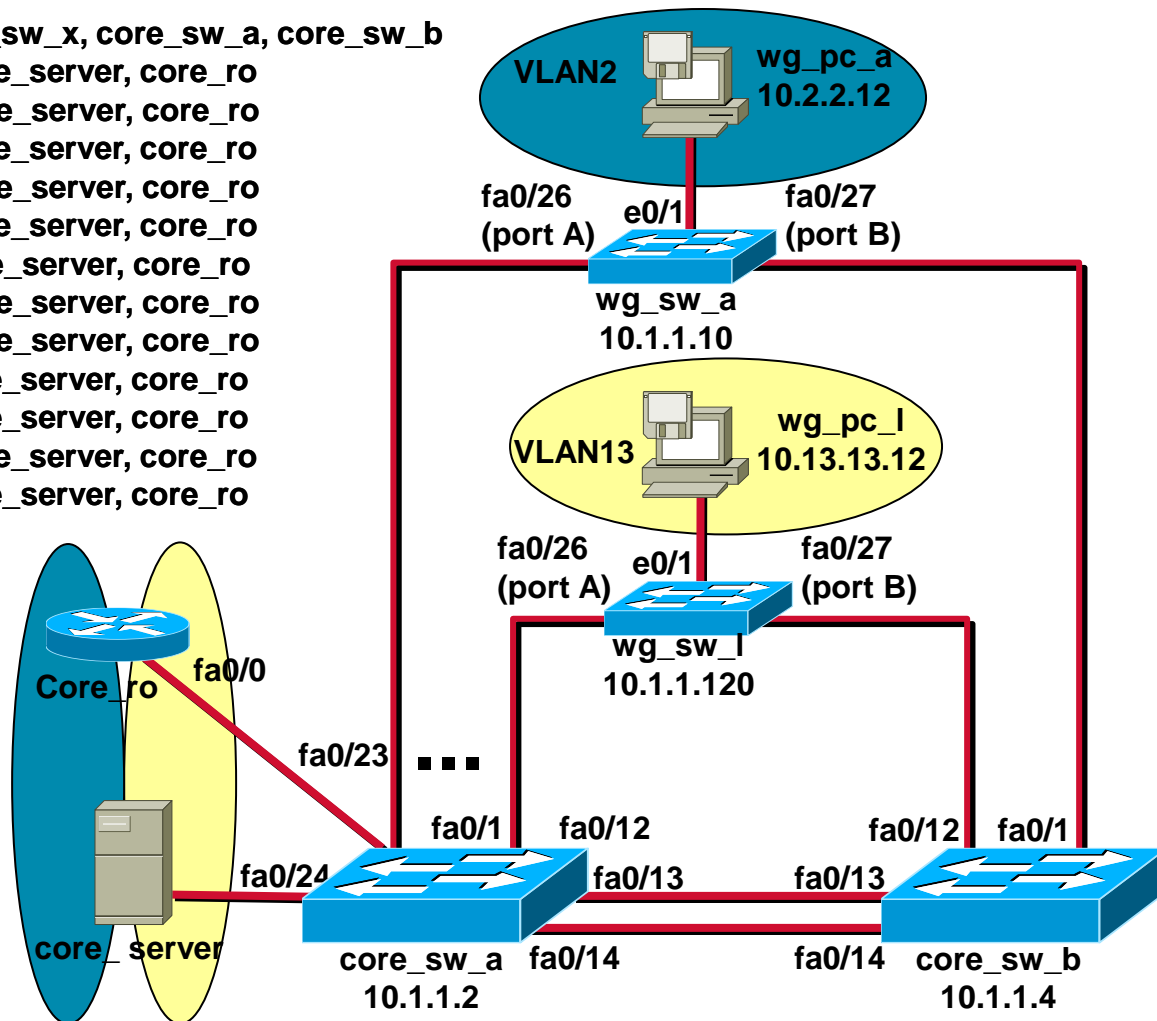 sw_x, core_sw_a, core_sw_b
e_server, core_ro
e_server, core_ro
e_server, core_ro
e_server, core_ro
e_server, core_ro
e_server, core_ro
e_server, core_ro
e_server, core_ro
e_server, core_ro
e_server, core_ro
e_server, core_ro
e_server, core_ro
VLAN2
wg_pc_a
10.2.2.12
fa0/26
(port A)
e0/1
fa0/27
(port B)
wg_sw_a
10.1.1.10
VLAN13
wg_pc_l
10.13.13.12
fa0/26
(port A)
e0/1
fa0/27
(port B)
wg_sw_l
10.1.1.120
Core_ro
fa0/0
fa0/23
...
fa0/1
fa0/12
fa0/12
fa0/1
fa0/24
fa0/13
fa0/13
core_ server
core_sw_a
10.1.1.2
fa0/14
fa0/14
core_sw_b
10.1.1.4